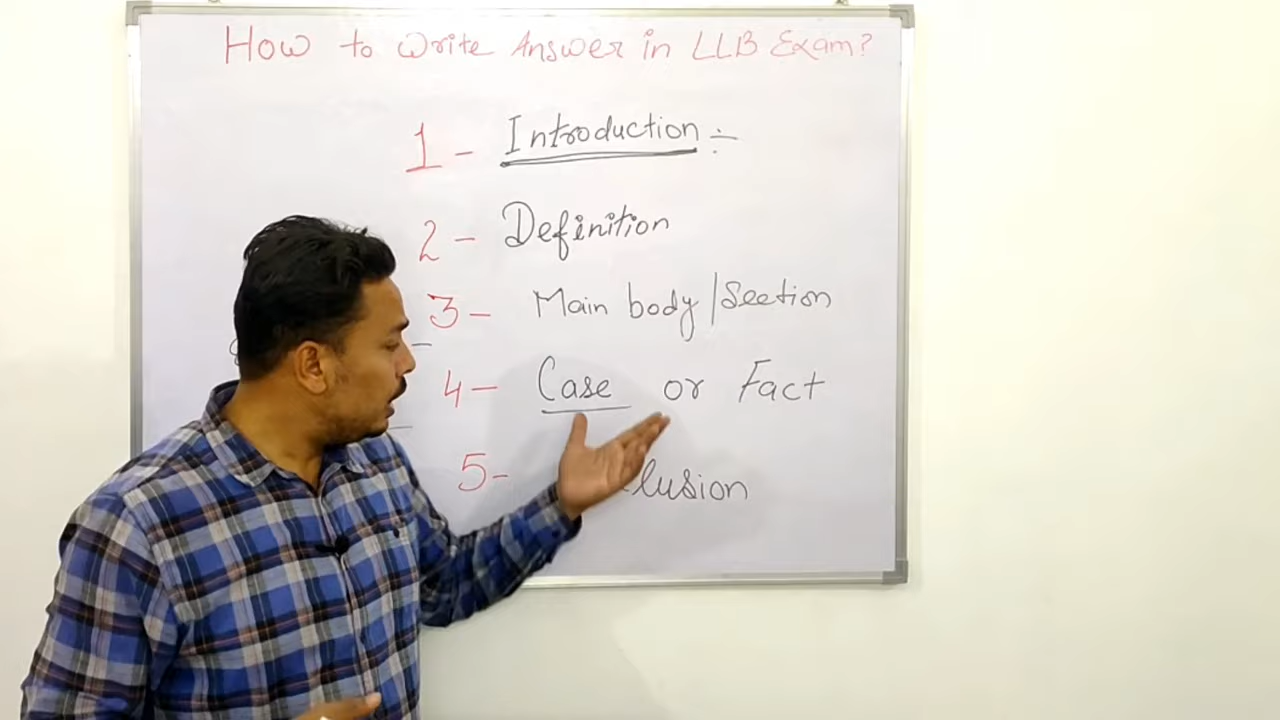 How to Write Answer in LLB Exam?
1- Introduction ÷
2- Definition
3- Main body/Section
4- Case or Fact
5-